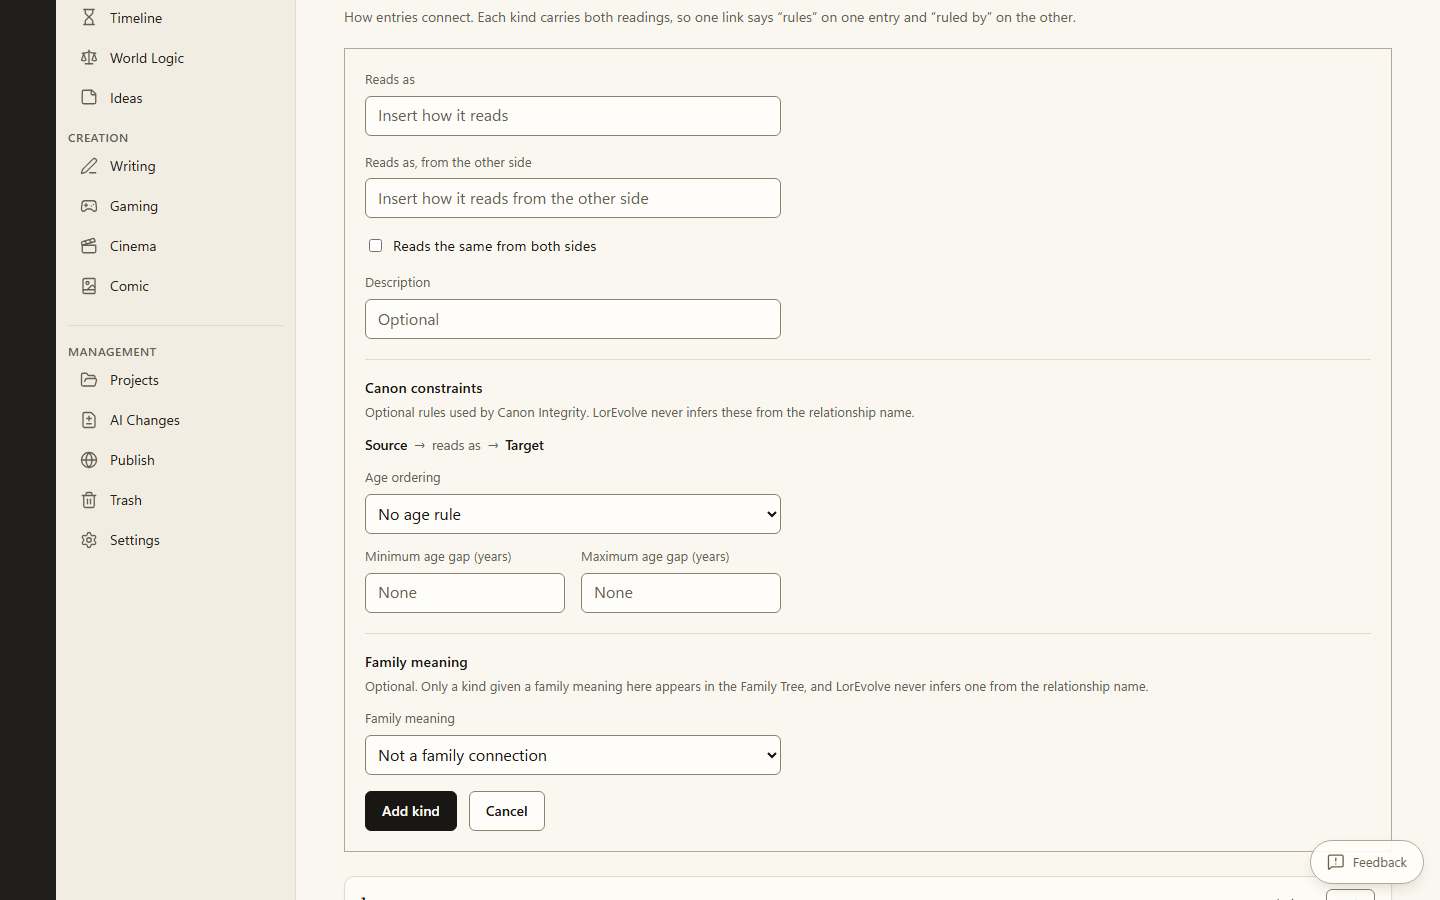 Timeline
World Logic
Ideas
CREATION
Writing
Gaming
Cinema
Comic
MANAGEMENT
Projects
AI Changes
Publish
Trash
Settings
How entries connect. Each kind carries both readings, so one link says “rules” on one entry and “ruled by” on the other.
Reads as
Insert how it reads
Reads as, from the other side
Insert how it reads from the other side
Reads the same from both sides
Description
Optional
Canon constraints
Optional rules used by Canon Integrity. LorEvolve never infers these from the relationship name.
Source → reads as → Target
Age ordering
No age rule
Minimum age gap (years) Maximum age gap (years)
None None
Family meaning
Optional. Only a kind given a family meaning here appears in the Family Tree, and LorEvolve never infers one from the relationship name.
Family meaning
Not a family connection
Add kind Cancel
Feedback